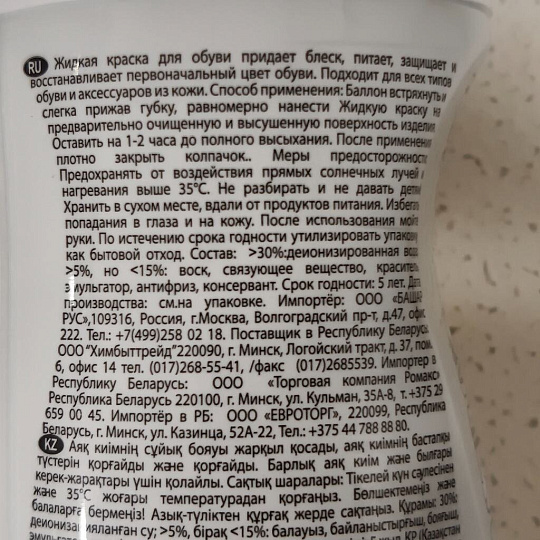 RU Жидкая краска для обуви придает блеск, питает, защищает и
восстанавливает первоначальный цвет обуви. Подходит для всех типов
обуви и аксессуаров из кожи. Способ применения: Баллон встряхнуть и
слегка прижав губку, равномерно нанести Жидкую краску на
предварительно очищенную и высушенную поверхность изделия
Оставить на 1-2 часа до полного высыхания. После применения
плотно закрыть колпачок.. Меры предосторожности
Предохранять от воздействия прямых солнечных лучей и
нагревания выше 35°С. Не разбирать и не давать детям
Хранить в сухом месте, вдали от продуктов питания. Избегать
попадания в глаза и на кожу. После использования мойте
руки. По истечению срока годности утилизировать упаковку
как бытовой отход. Состав: >30%:деионизированная вода
>5%, но <15%: воск, связующее вещество, краситель,
эмульгатор, антифриз, консервант. Срок годности: 5 лет. Дата
производства: см.на упаковке. Импортёр: ООО «БАШАР
РУС»,109316, Россия, г.Москва, Волгоградский пр-т, д.47, офис
222. Тел.: +7(499)258 02 18. Поставщик в Республику Беларусь
ООО "Химбыттрейд"220090, г. Минск, Логойский тракт, д. 37, пом.
6, офис 14 тел. (017)268-55-41, /факс (017)2685539. Импортер в
Республику Беларусь: ООО «Торговая компания Ромакс»
Республика Беларусь 220100, г. Минск, ул. Кульман, 35А-8, т.+375 29
659 00 45. Импортёр в РБ: ООО «ЕВРОТОРГ», 220099, Республика
Беларусь, г. Минск, ул. Казинца, 52А-22, Тел.: +375 44 788 88 80.
KZ Аяқ киімнің сұйық бояуы жарқыл қосады, аяқ киімнің бастапқы
түстерін қорғайды және қорғайды. Барлық аяқ киім және былғары
керек-жарақтары үшін қолайлы. Сақтық шаралары: Тікелей күн сәулесінен
және 35°С жоғары температурадан қорғаңыз. Бөлшектемеңіз және
балаларға бермеңіз! Азық-түліктен құрғақ жерде сақтаңыз. Құрамы: 30%:
деионизацияланған су; >5%, бірақ <15%: балауыз, байланыстырғыш, бояғыш,